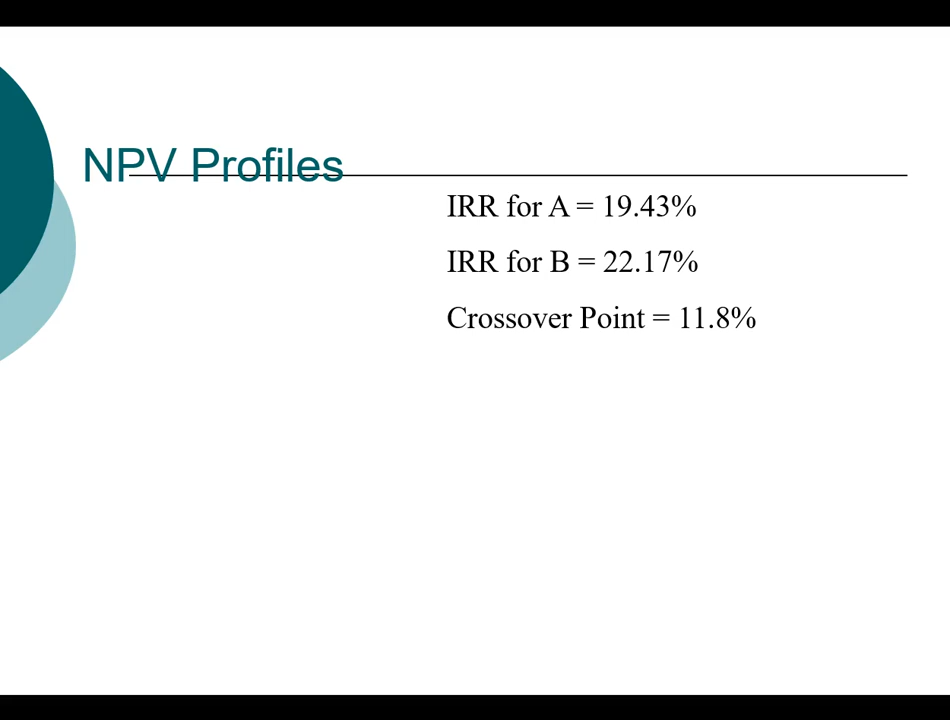 NPV Profiles
IRR for A = 19.43%
IRR for B = 22.17%
Crossover Point = 11.8%